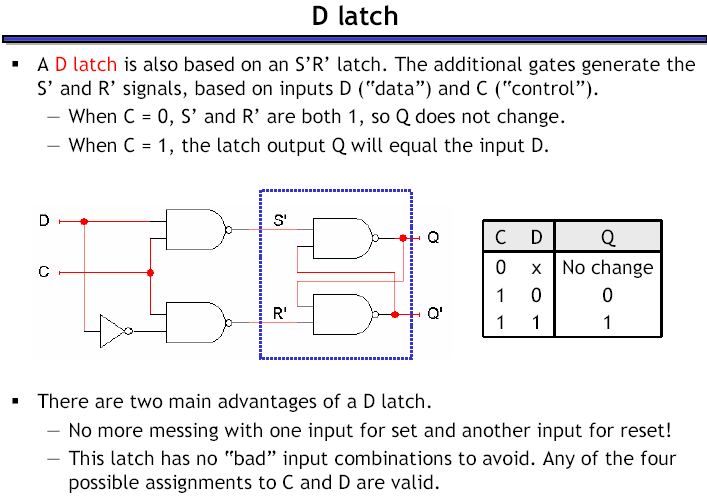 D latch
▪ A D latch is also based on an S’R’ latch. The additional gates generate the
S’ and R’ signals, based on inputs D (“data”) and C (“control”).
— When C = 0, S’ and R’ are both 1, so Q does not change.
— When C = 1, the latch output Q will equal the input D.
D
S'
Q
C
R'
Q'
C D Q
0 x No change
1 0 0
1 1 1
▪ There are two main advantages of a D latch.
— No more messing with one input for set and another input for reset!
— This latch has no “bad” input combinations to avoid. Any of the four
possible assignments to C and D are valid.